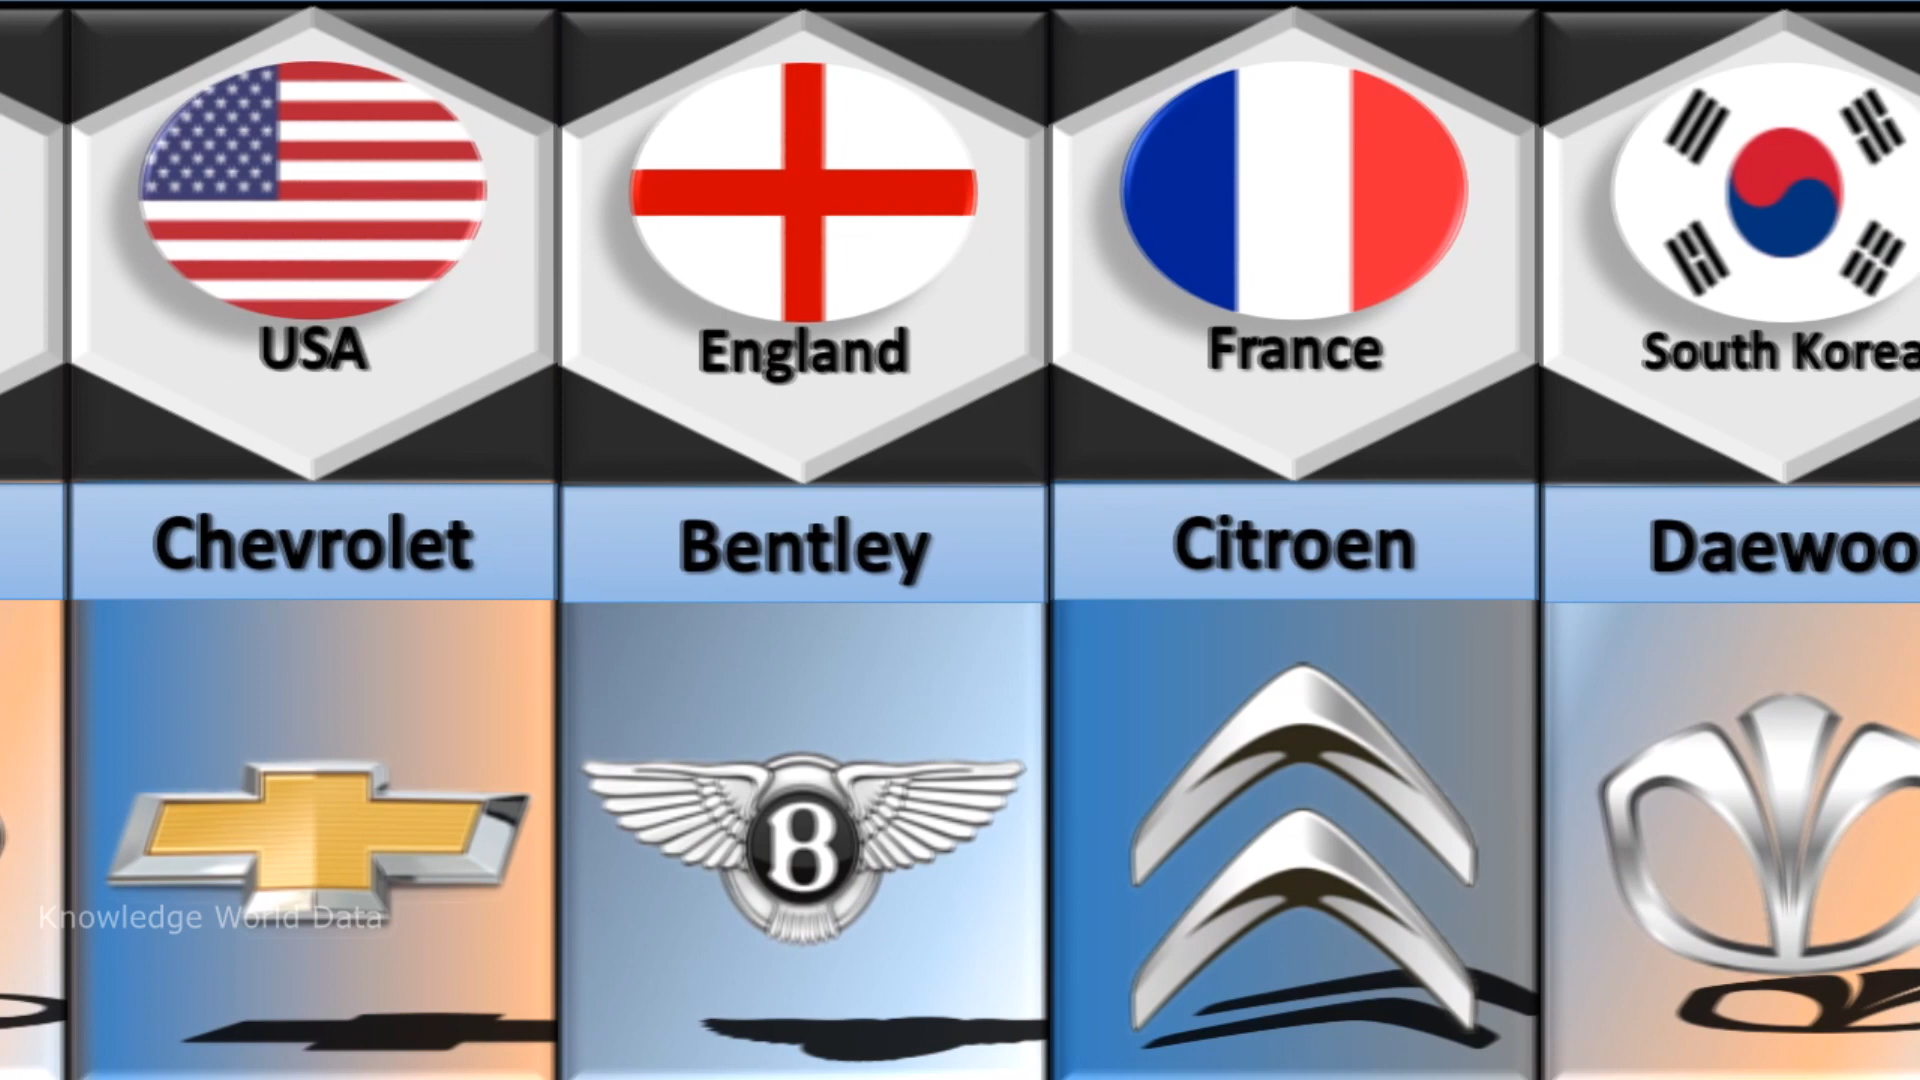 USA
England
France
South Korea
Chevrolet
Bentley
Citroen
Daewoo
B
Knowledge World Data